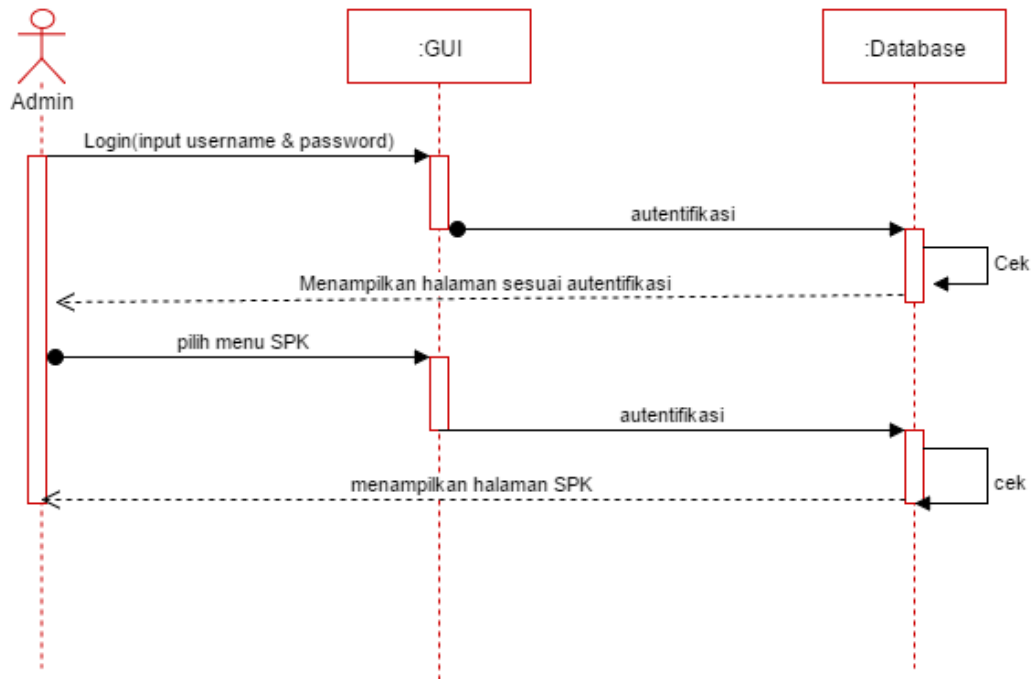 :GUI
:Database
Admin
Login(input username & password)
autentifikasi
Cek
Menampilkan halaman sesuai autentifikasi
pilih menu SPK
autentifikasi
cek
menampilkan halaman SPK